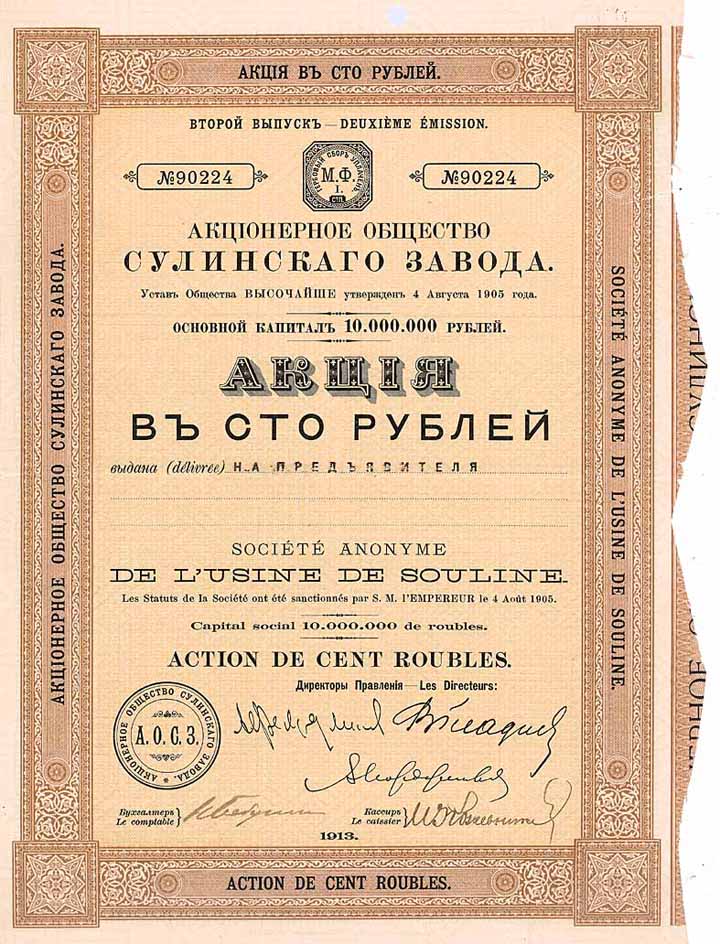 АКЦІЯ ВЪ СТО РУБЛЕЙ.
ВТОРОЙ ВЫПУСКЪ — DEUXIÈME ÉMISSION.
№90224
ГЕРБОВЫЙ СБОРЪ УПЛАЧЕНЪ
М.Ф.
I.
СПБ
№90224
АКЦІОНЕРНОЕ ОБЩЕСТВО
СУЛИНСКАГО ЗАВОДА.
Уставъ Общества ВЫСОЧАЙШЕ утвержденъ 4 Августа 1905 года.
ОСНОВНОЙ КАПИТАЛЪ 10.000.000 РУБЛЕЙ.
АКЦІЯ
ВЪ СТО РУБЛЕЙ
выдана (délivrée) НА ПРЕДЪЯВИТЕЛЯ
SOCIÉTÉ ANONYME
DE L'USINE DE SOULINE.
Les Statuts de la Société ont été sanctionnés par S. M. l'EMPEREUR le 4 Août 1905.
Capital social 10.000.000 de roubles.
ACTION DE CENT ROUBLES.
Директоры Правленія — Les Directeurs:
АКЦІОНЕРНОЕ ОБЩЕСТВО СУЛИНСКАГО ЗАВОДА.
А.О.С.З.
Бухгалтеръ
Le comptable
Кассиръ
Le caissier
1913.
ACTION DE CENT ROUBLES.
АКЦІОНЕРНОЕ ОБЩЕСТВО СУЛИНСКАГО ЗАВОДА.
SOCIÉTÉ ANONYME DE L'USINE DE SOULINE.